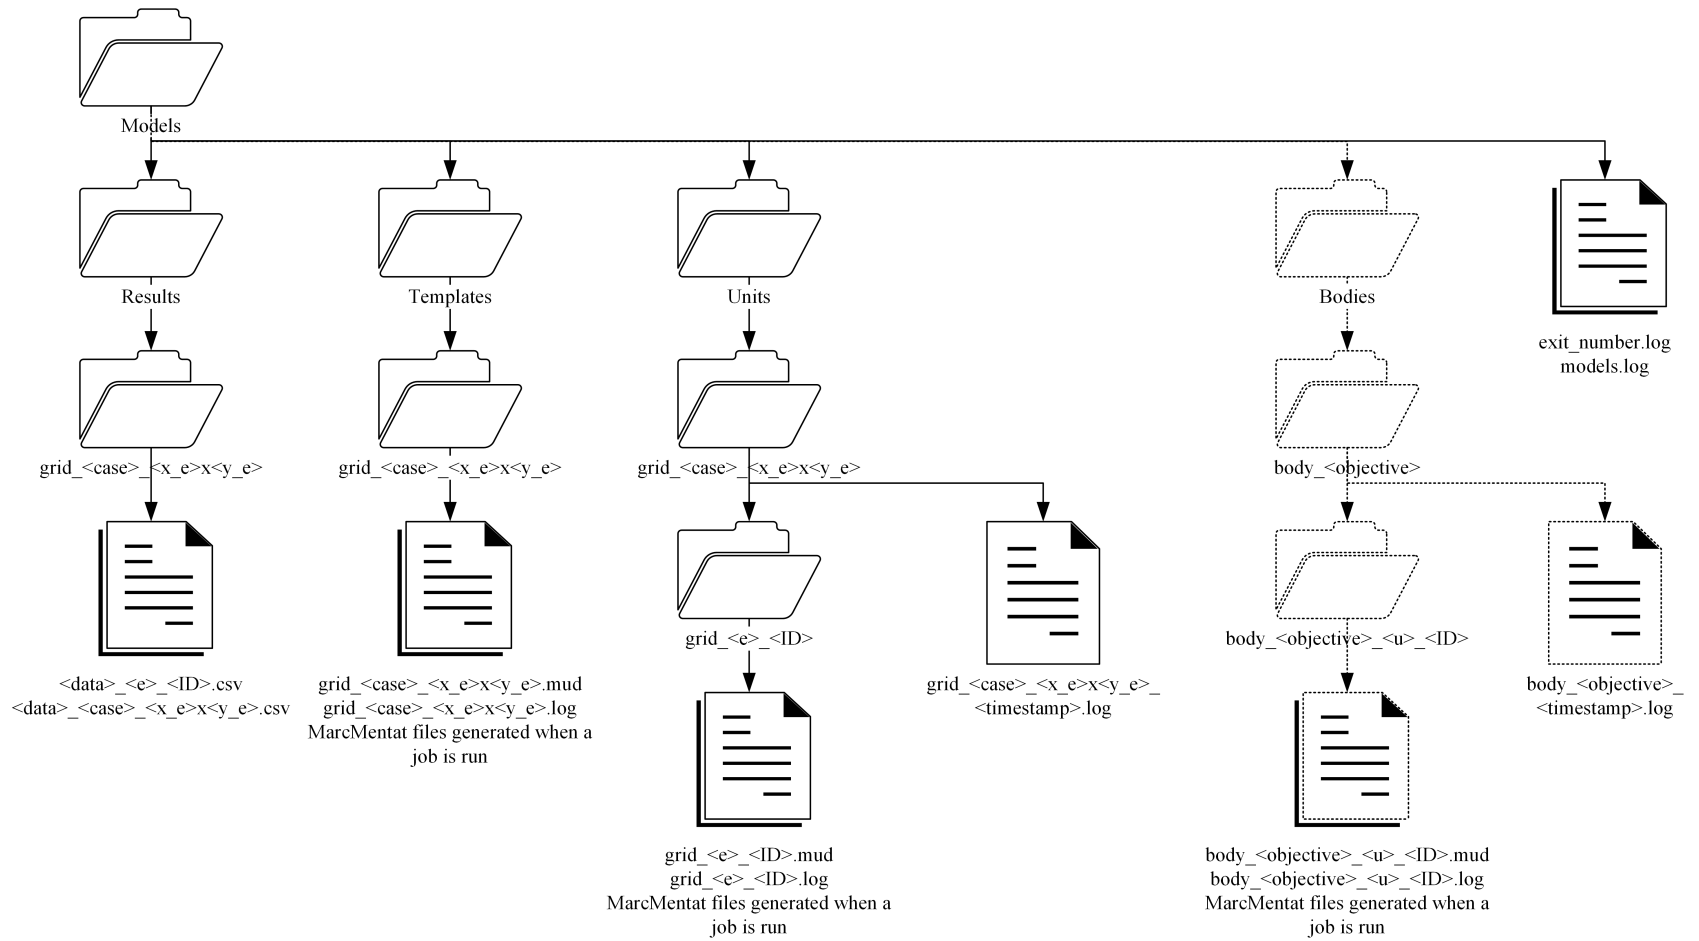 Models
Results
Templates
Units
Bodies
exit_number.log
models.log
grid_<case>_<x_e>x<y_e>
grid_<case>_<x_e>x<y_e>
grid_<case>_<x_e>x<y_e>
body_<objective>
<data>_<e>_<ID>.csv
<data>_<case>_<x_e>x<y_e>.csv
grid_<case>_<x_e>x<y_e>.mud
grid_<case>_<x_e>x<y_e>.log
MarcMentat files generated when a
job is run
grid_<e>_<ID>
grid_<case>_<x_e>x<y_e>_
<timestamp>.log
body_<objective>_<u>_<ID>
body_<objective>_
<timestamp>.log
grid_<e>_<ID>.mud
grid_<e>_<ID>.log
MarcMentat files generated when a
job is run
body_<objective>_<u>_<ID>.mud
body_<objective>_<u>_<ID>.log
MarcMentat files generated when a
job is run